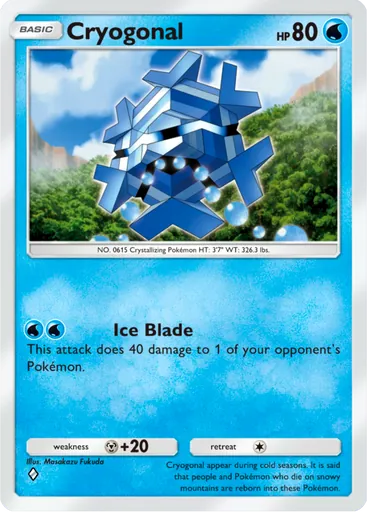 BASIC
Cryogonal
HP 80
NO. 0615 Crystallizing Pokémon HT: 3'7" WT: 326.3 lbs.
Ice Blade
This attack does 40 damage to 1 of your opponent's
Pokémon.
weakness +20
retreat
Illus. Masakazu Fukuda
Cryogonal appear during cold seasons. It is said
that people and Pokémon who die on snowy
mountains are reborn into these Pokémon.